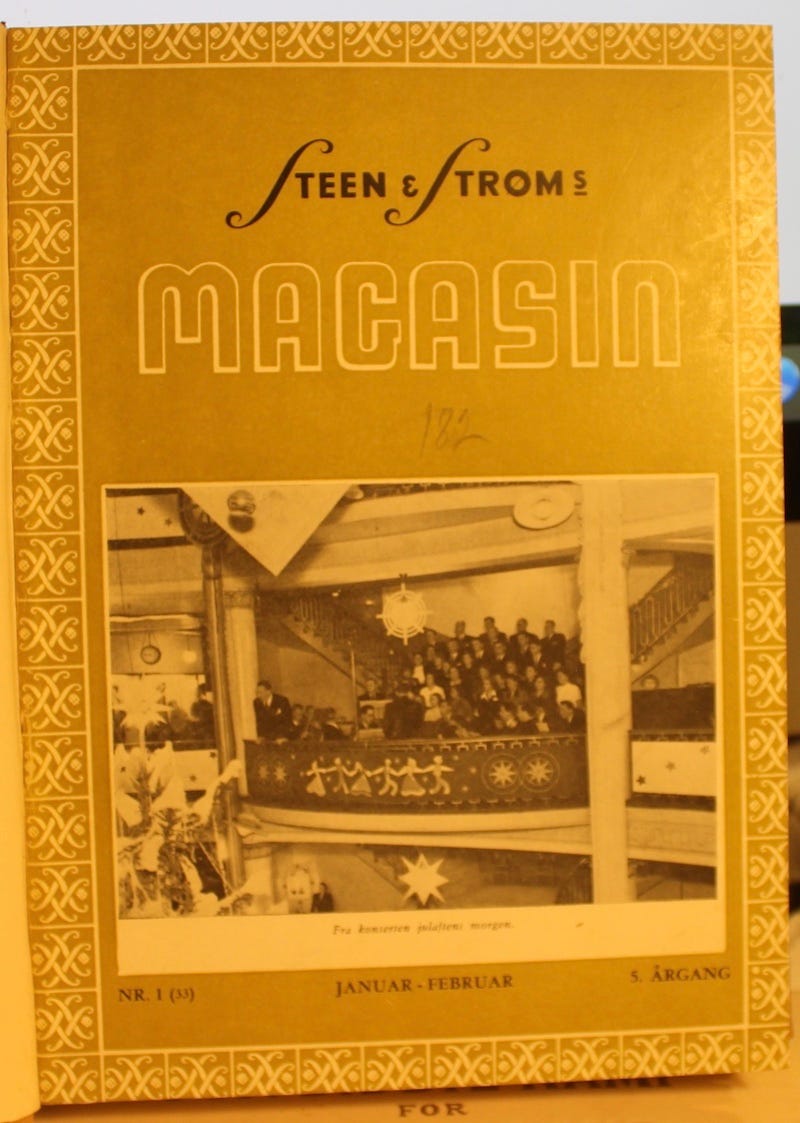 STEEN & STRØMS
MAGASIN
182
Fra konserten julaftens morgen.
NR. 1 (33) JANUAR - FEBRUAR 5. ÅRGANG
FOR